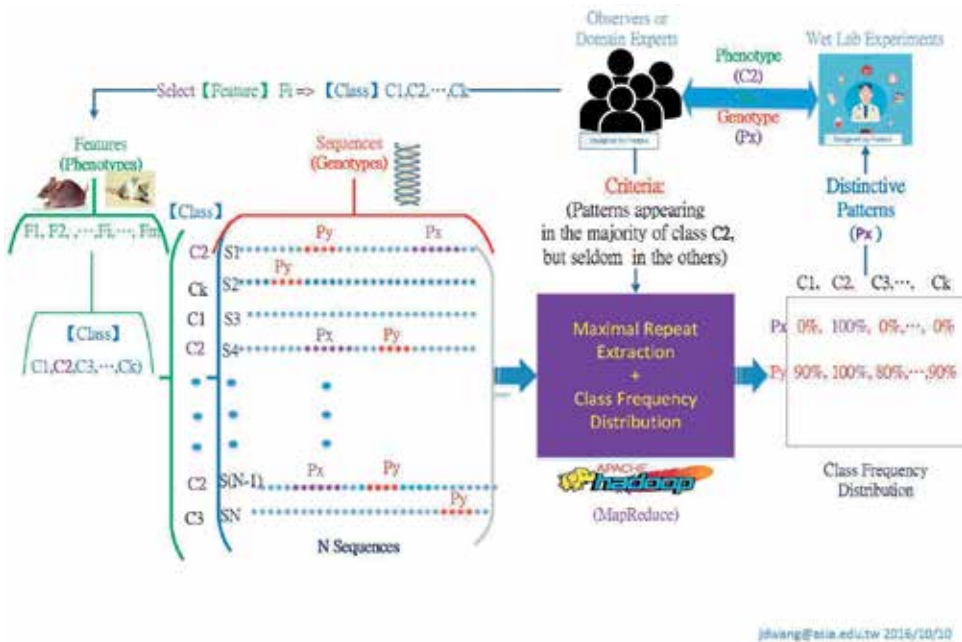 Observers or
Domain Experts
Wet Lab Experiments
Phenotype
(C2)
Genotype
(Px)
Select 【Feature】 Fi => 【Class】 C1,C2,⋯,Ck
Features
(Phenotypes)
Sequences
(Genotypes)
Criteria:
(Patterns appearing
in the majority of class C2,
but seldom in the others)
Distinctive
Patterns
(Px)
【Class】
F1, F2, ,⋯,Fi,⋯, Fm
【Class】
C1,C2,C3,⋯,Ck)
Py Px
C2 S1
Py
Ck S2
C1 S3
Px Py
C2 S4
Px Py
C2 S(N-1)
Py
C3 SN
N Sequences
Maximal Repeat
Extraction
+
Class Frequency
Distribution
APACHE
hadoop
(MapReduce)
C1, C2, C3,⋯, Ck
Px 0%, 100%, 0%,⋯, 0%
Py 90%, 100%, 80%,⋯,90%
Class Frequency
Distribution
jdwang@asia.edu.tw 2016/10/10